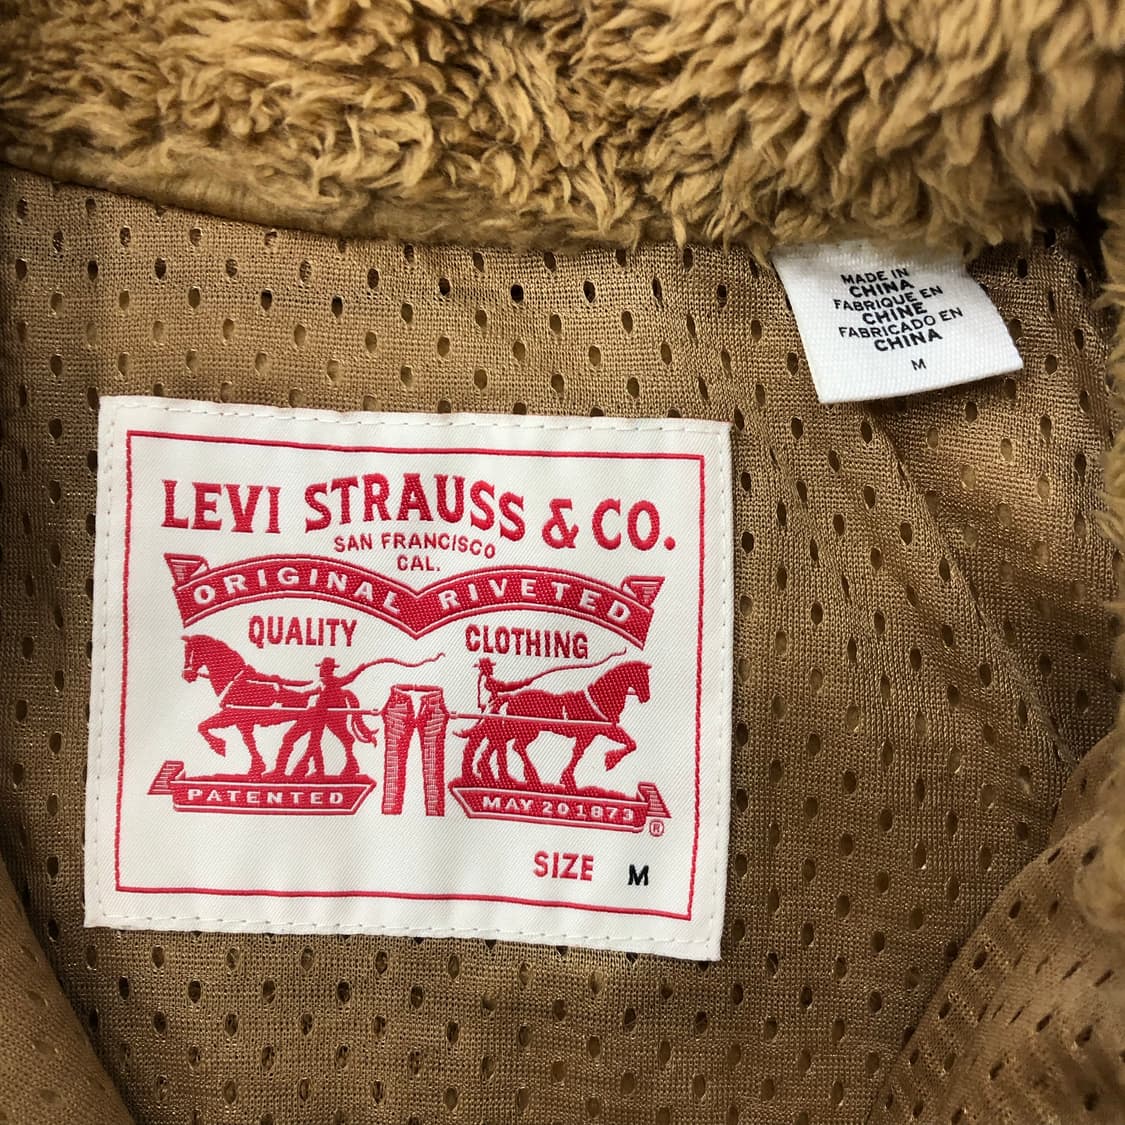 LEVI STRAUSS & CO.
SAN FRANCISCO
CAL.
ORIGINAL RIVETED
QUALITY CLOTHING
PATENTED MAY 20 1873
®
SIZE M
MADE IN
CHINA
FABRIQUE EN
CHINE
FABRICADO EN
CHINA
M